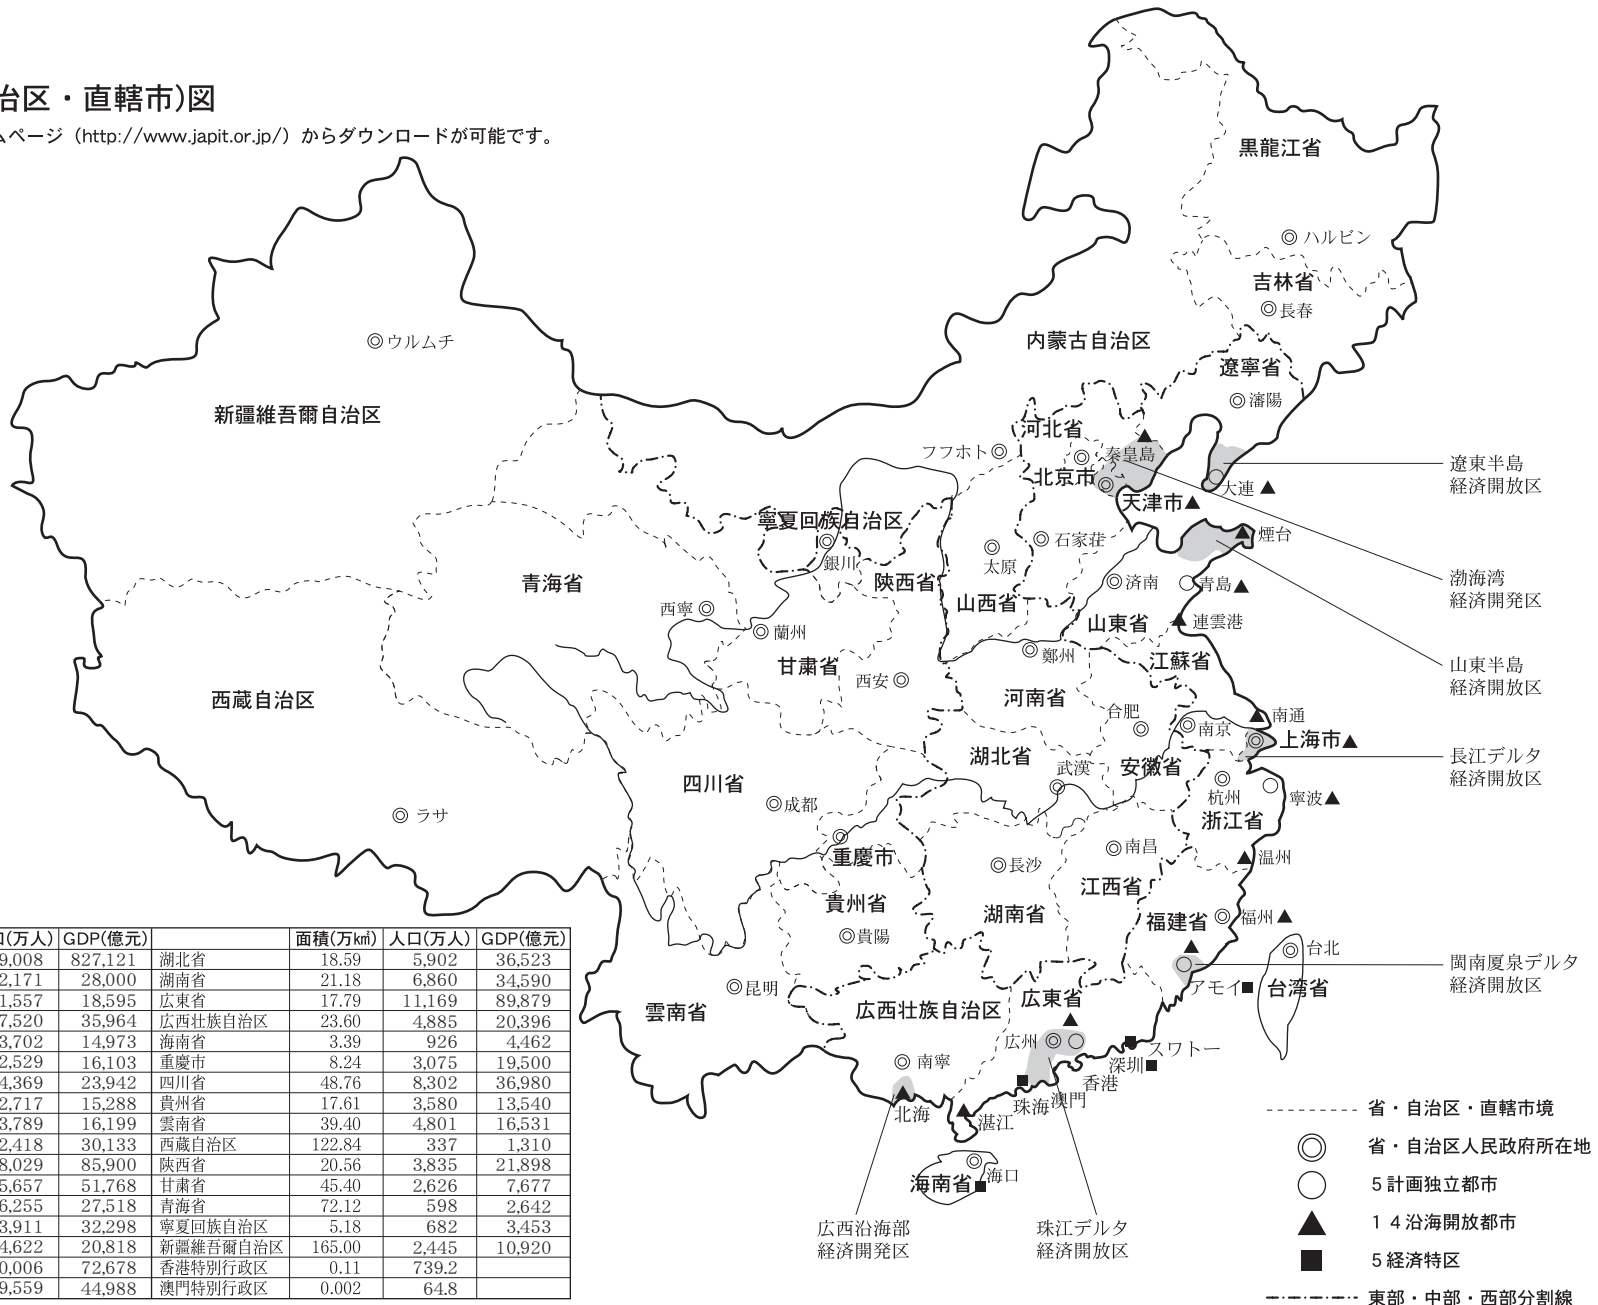 治区・直轄市)図
ムページ（http://www.japit.or.jp/）からダウンロードが可能です。
黒龍江省
ハルビン
吉林省
長春
内蒙古自治区
遼寧省
瀋陽
ウルムチ
新疆維吾爾自治区
河北省
フフホト
秦皇島
北京市
天津市
大連
遼東半島
経済開放区
寧夏回族自治区
銀川
煙台
石家荘
太原
陝西省
山西省
青海省
西寧
蘭州
済南
青島
渤海湾
経済開発区
山東省
連雲港
鄭州
江蘇省
甘粛省
西安
山東半島
経済開放区
西蔵自治区
河南省
合肥
南京
南通
上海市
湖北省
武漢
安徽省
長江デルタ
経済開放区
四川省
成都
杭州
寧波
浙江省
ラサ
重慶市
長沙
南昌
温州
江西省
貴州省
湖南省
福建省
福州
貴陽
台北
閩南厦泉デルタ
経済開放区
昆明
アモイ
台湾省
雲南省
広西壮族自治区
広東省
広州
スワトー
南寧
深圳
香港
澳門
珠海
北海
湛江
海南省
海口
広西沿海部
経済開発区
珠江デルタ
経済開放区
省・自治区・直轄市境
省・自治区人民政府所在地
５計画独立都市
１４沿海開放都市
５経済特区
東部・中部・西部分割線
口(万人) GDP(億元) 面積(万㎢) 人口(万人) GDP(億元)
9,008 827,121 湖北省 18.59 5,902 36,523
2,171 28,000 湖南省 21.18 6,860 34,590
1,557 18,595 広東省 17.79 11,169 89,879
7,520 35,964 広西壮族自治区 23.60 4,885 20,396
3,702 14,973 海南省 3.39 926 4,462
2,529 16,103 重慶市 8.24 3,075 19,500
4,369 23,942 四川省 48.76 8,302 36,980
2,717 15,288 貴州省 17.61 3,580 13,540
3,789 16,199 雲南省 39.40 4,801 16,531
2,418 30,133 西蔵自治区 122.84 337 1,310
8,029 85,900 陝西省 20.56 3,835 21,898
5,657 51,768 甘粛省 45.40 2,626 7,677
6,255 27,518 青海省 72.12 598 2,642
3,911 32,298 寧夏回族自治区 5.18 682 3,453
4,622 20,818 新疆維吾爾自治区 165.00 2,445 10,920
0,006 72,678 香港特別行政区 0.11 739.2
9,559 44,988 澳門特別行政区 0.002 64.8